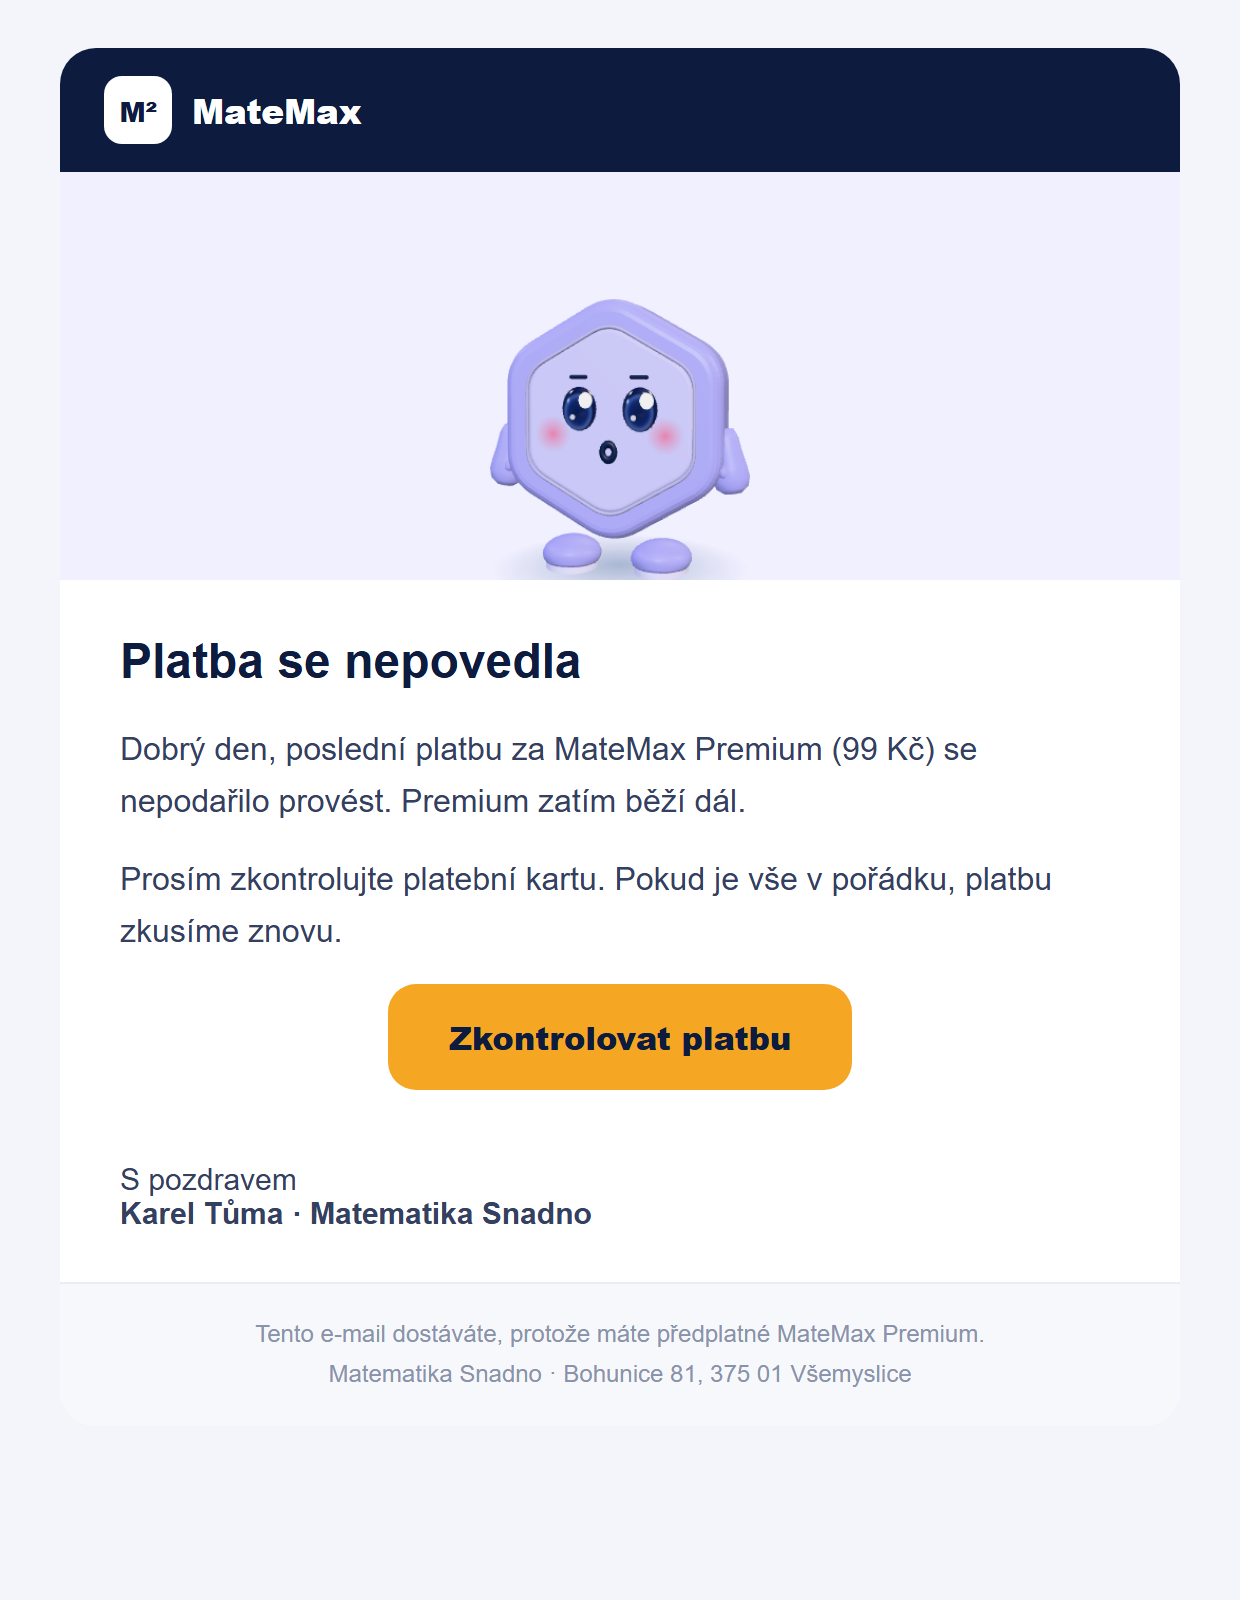 M² MateMax
Platba se nepovedla
Dobrý den, poslední platbu za MateMax Premium (99 Kč) se
nepodařilo provést. Premium zatím běží dál.
Prosím zkontrolujte platební kartu. Pokud je vše v pořádku, platbu
zkusíme znovu.
Zkontrolovat platbu
S pozdravem
Karel Tůma · Matematika Snadno
Tento e-mail dostáváte, protože máte předplatné MateMax Premium.
Matematika Snadno · Bohunice 81, 375 01 Všemyslice